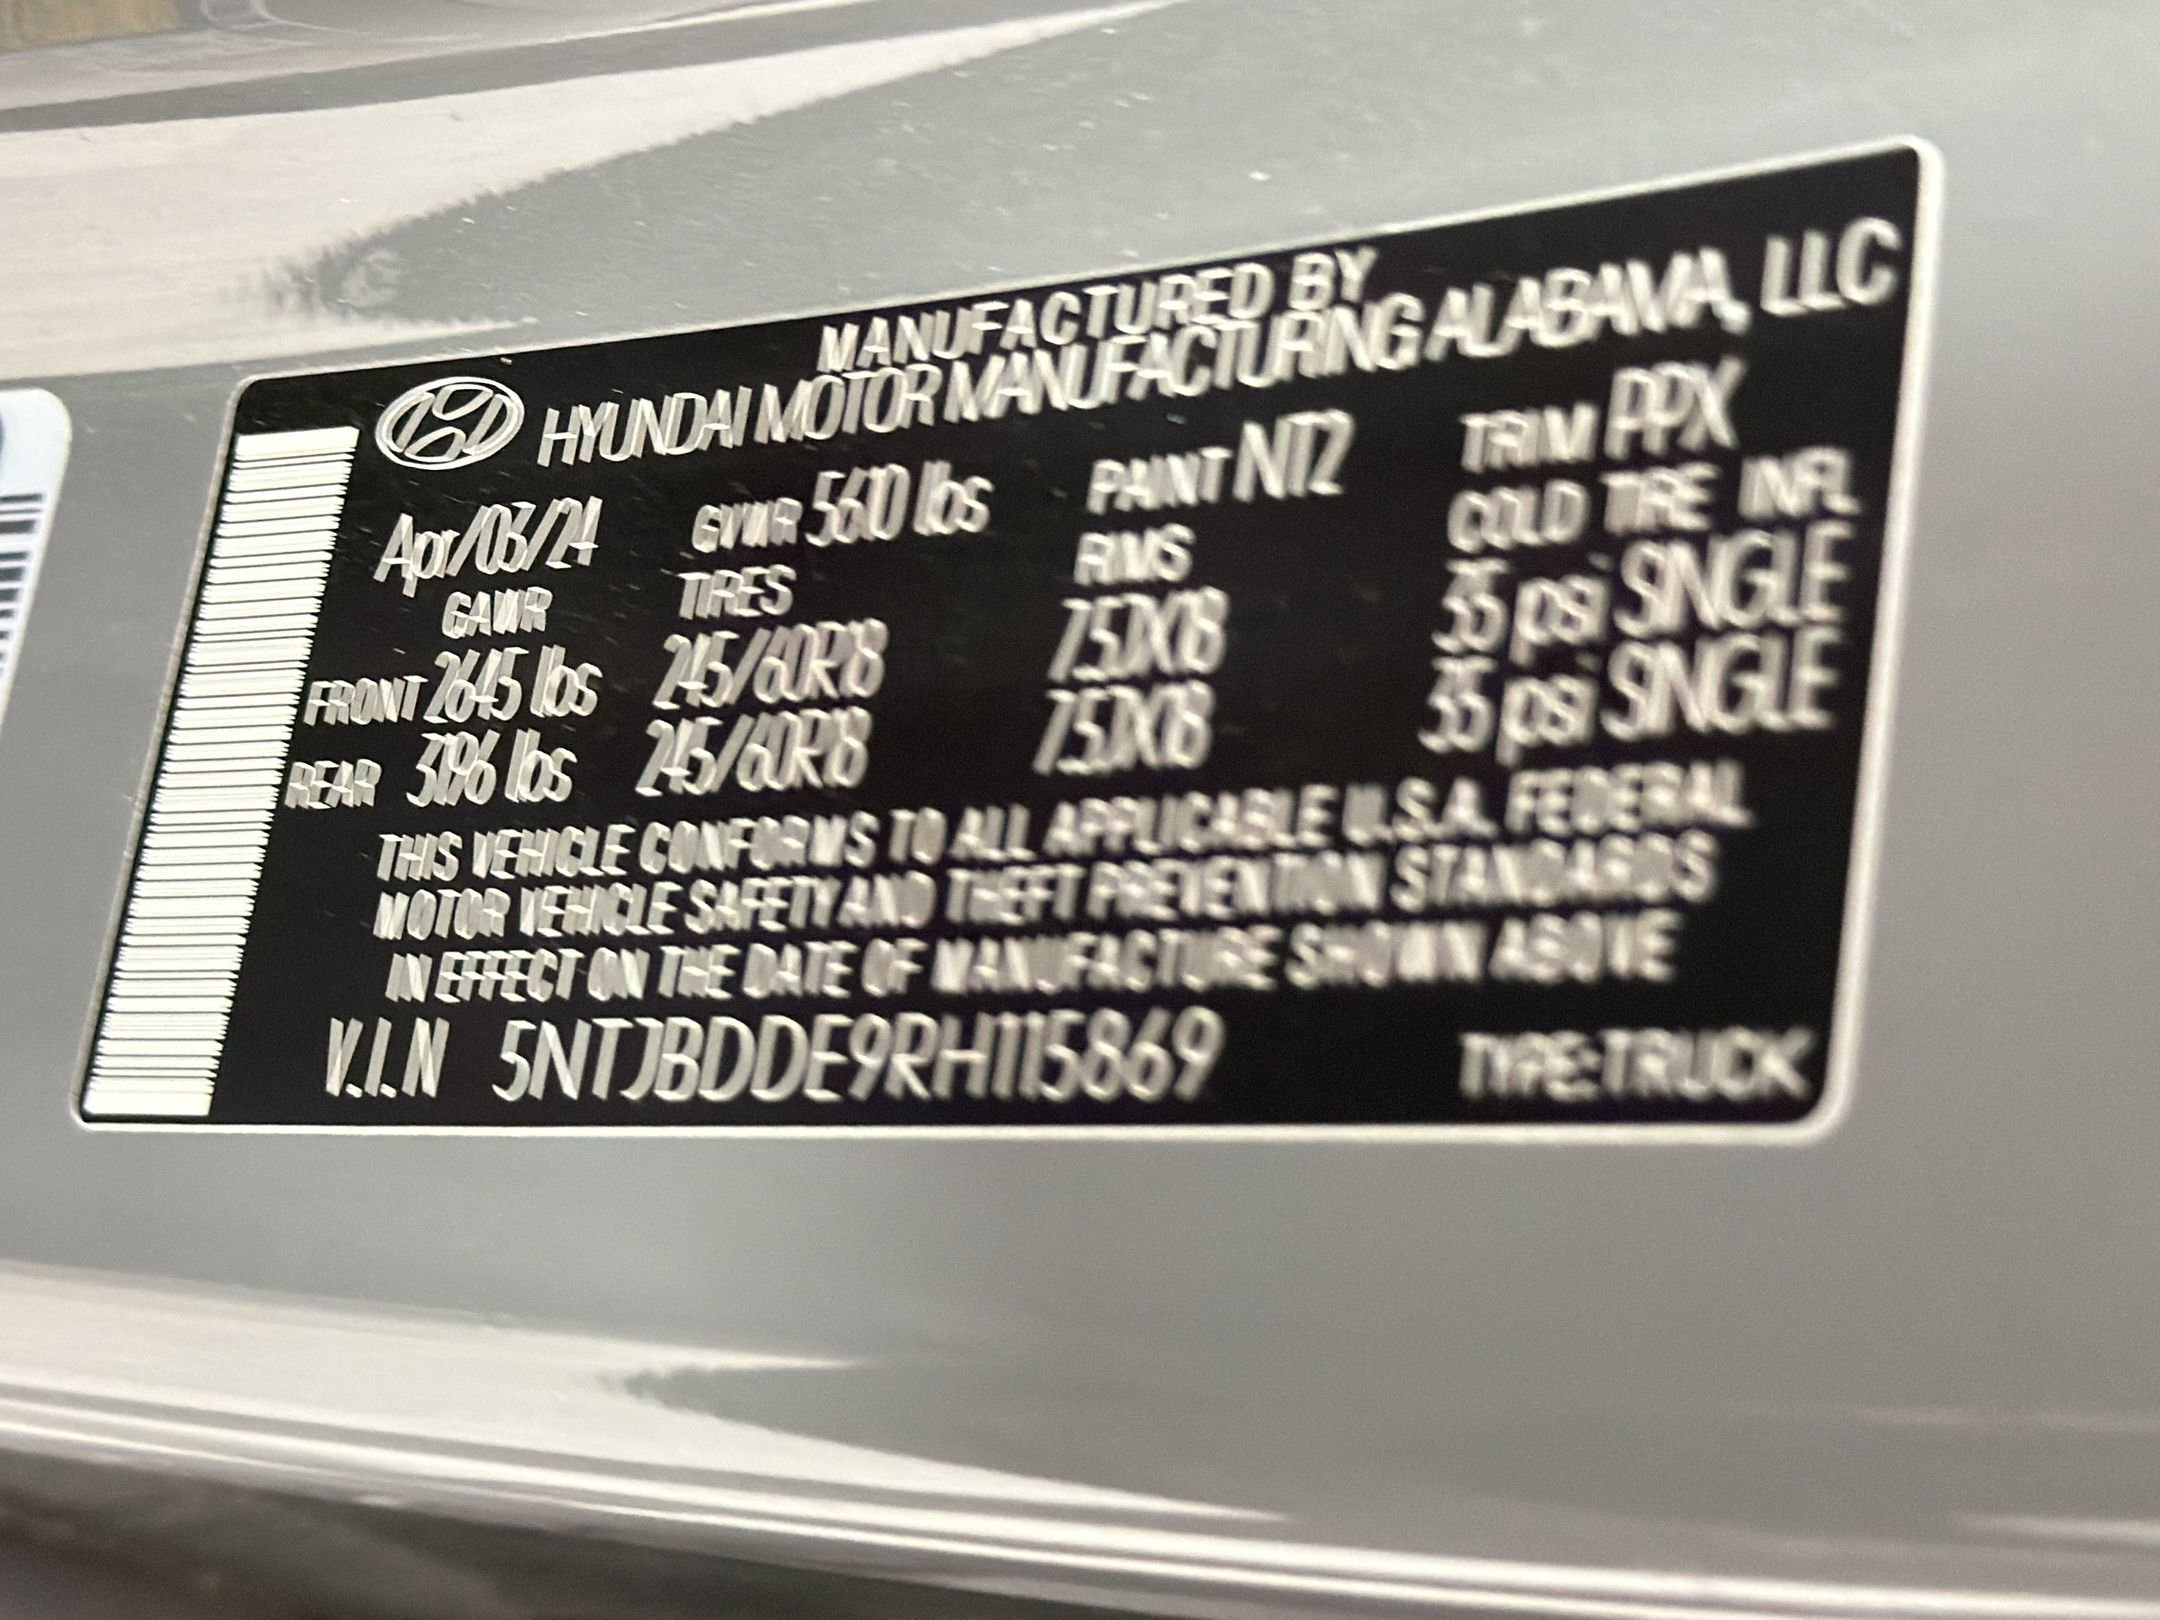 MANUFACTURED BY
HYUNDAI MOTOR MANUFACTURING ALABAMA, LLC
Apr/03/24 GVWR 5610 lbs PAINT NT2 TRIM PPX
GAWR TIRES RIMS COLD TIRE INFL
FRONT 2645 lbs 245/60R18 7.5JX18 35 psi SINGLE
REAR 3196 lbs 245/60R18 7.5JX18 35 psi SINGLE
THIS VEHICLE CONFORMS TO ALL APPLICABLE U.S.A. FEDERAL
MOTOR VEHICLE SAFETY AND THEFT PREVENTION STANDARDS
IN EFFECT ON THE DATE OF MANUFACTURE SHOWN ABOVE
V.I.N 5NTJBDDE9RH115869 TYPE:TRUCK